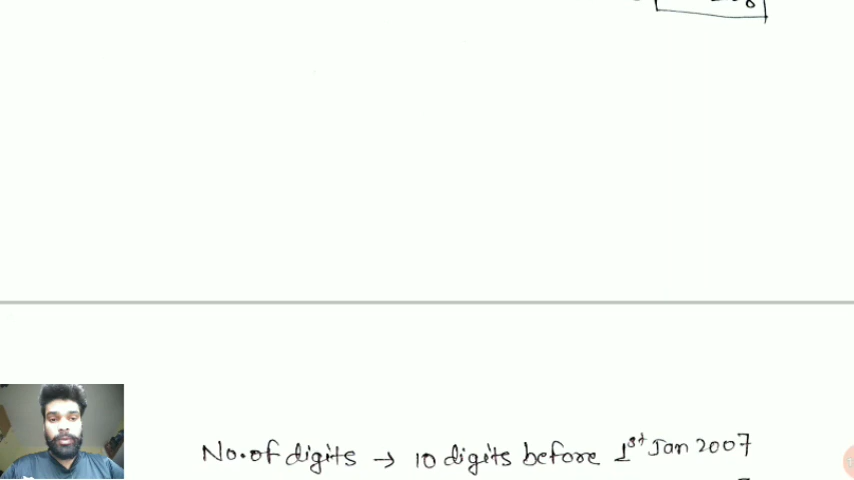 No. of digits → 10 digits before 1st Jan 2007